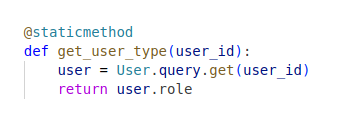 @staticmethod
def get_user_type(user_id):
    user = User.query.get(user_id)
    return user.role